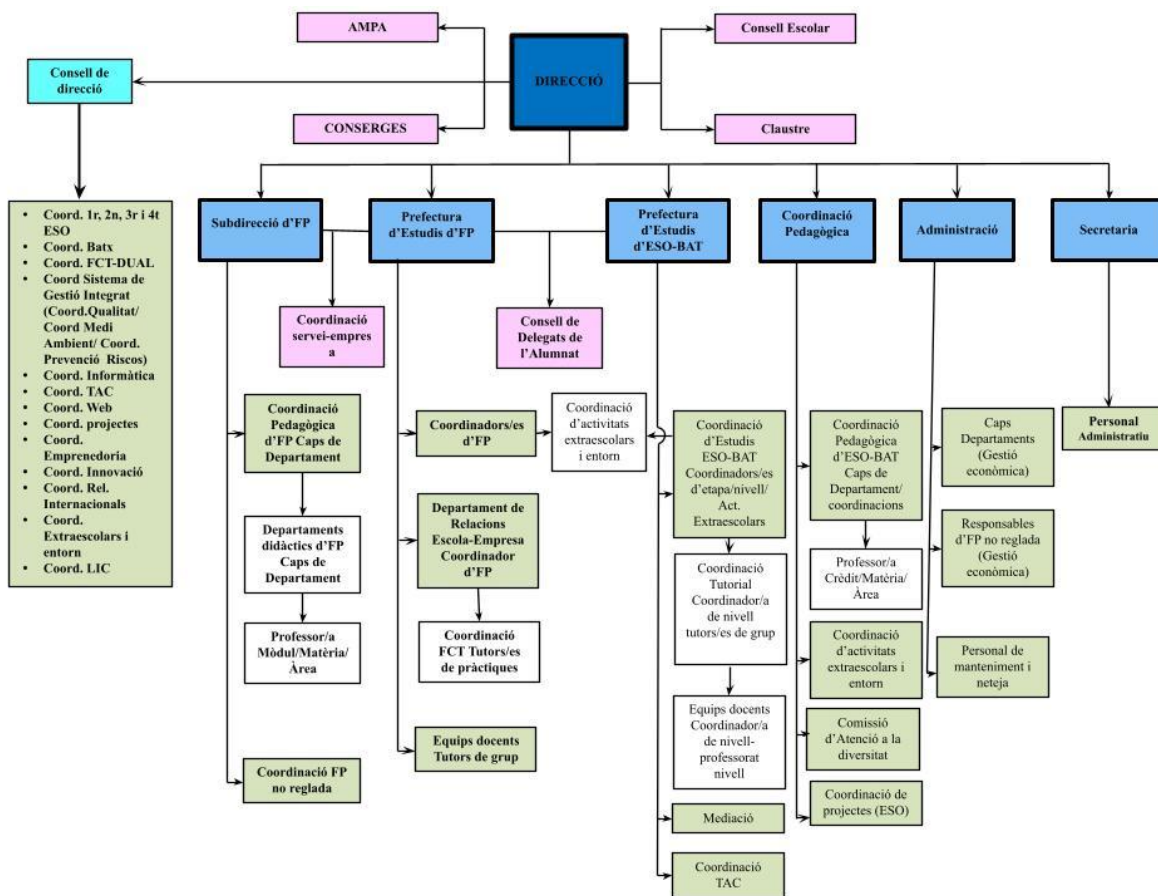 AMPA
Consell Escolar
Consell de
direcció
DIRECCIÓ
CONSERGES
Claustre
• Coord. 1r, 2n, 3r i 4t
ESO
• Coord. Batx
• Coord. FCT-DUAL
• Coord Sistema de
Gestió Integrat
(Coord.Qualitat/
Coord Medi
Ambient/ Coord.
Prevenció Riscos)
• Coord. Informàtica
• Coord. TAC
• Coord. Web
• Coord. projectes
• Coord.
Emprenedoria
• Coord. Innovació
• Coord. Rel.
Internacionals
• Coord.
Extraescolars i
entorn
• Coord. LIC
Subdirecció d'FP
Prefectura
d'Estudis d'FP
Prefectura
d'Estudis
d'ESO-BAT
Coordinació
Pedagògica
Administració
Secretaria
Coordinació
servei-empres
a
Consell de
Delegats de
l'Alumnat
Coordinació
Pedagògica
d'FP Caps de
Departament
Departaments
didàctics d'FP
Caps de
Departament
Professor/a
Mòdul/Matèria/
Àrea
Coordinació FP
no reglada
Coordinadors/es
d'FP
Departament de
Relacions
Escola-Empresa
Coordinador
d'FP
Coordinació
FCT Tutors/es
de pràctiques
Equips docents
Tutors de grup
Coordinació
d'activitats
extraescolars
i entorn
Coordinació
d'Estudis
ESO-BAT
Coordinadors/es
d'etapa/nivell/
Act.
Extraescolars
Coordinació
Tutorial
Coordinador/a
de nivell
tutors/es de grup
Equips docents
Coordinador/a
de nivell-
professorat
nivell
Mediació
Coordinació
TAC
Coordinació
Pedagògica
d'ESO-BAT
Caps de
Departament/
coordinacions
Professor/a
Crèdit/Matèria/
Àrea
Coordinació
d'activitats
extraescolars i
entorn
Comissió
d'Atenció a la
diversitat
Coordinació de
projectes (ESO)
Caps
Departaments
(Gestió
econòmica)
Responsables
d'FP no reglada
(Gestió
econòmica)
Personal de
manteniment i
neteja
Personal
Administratiu